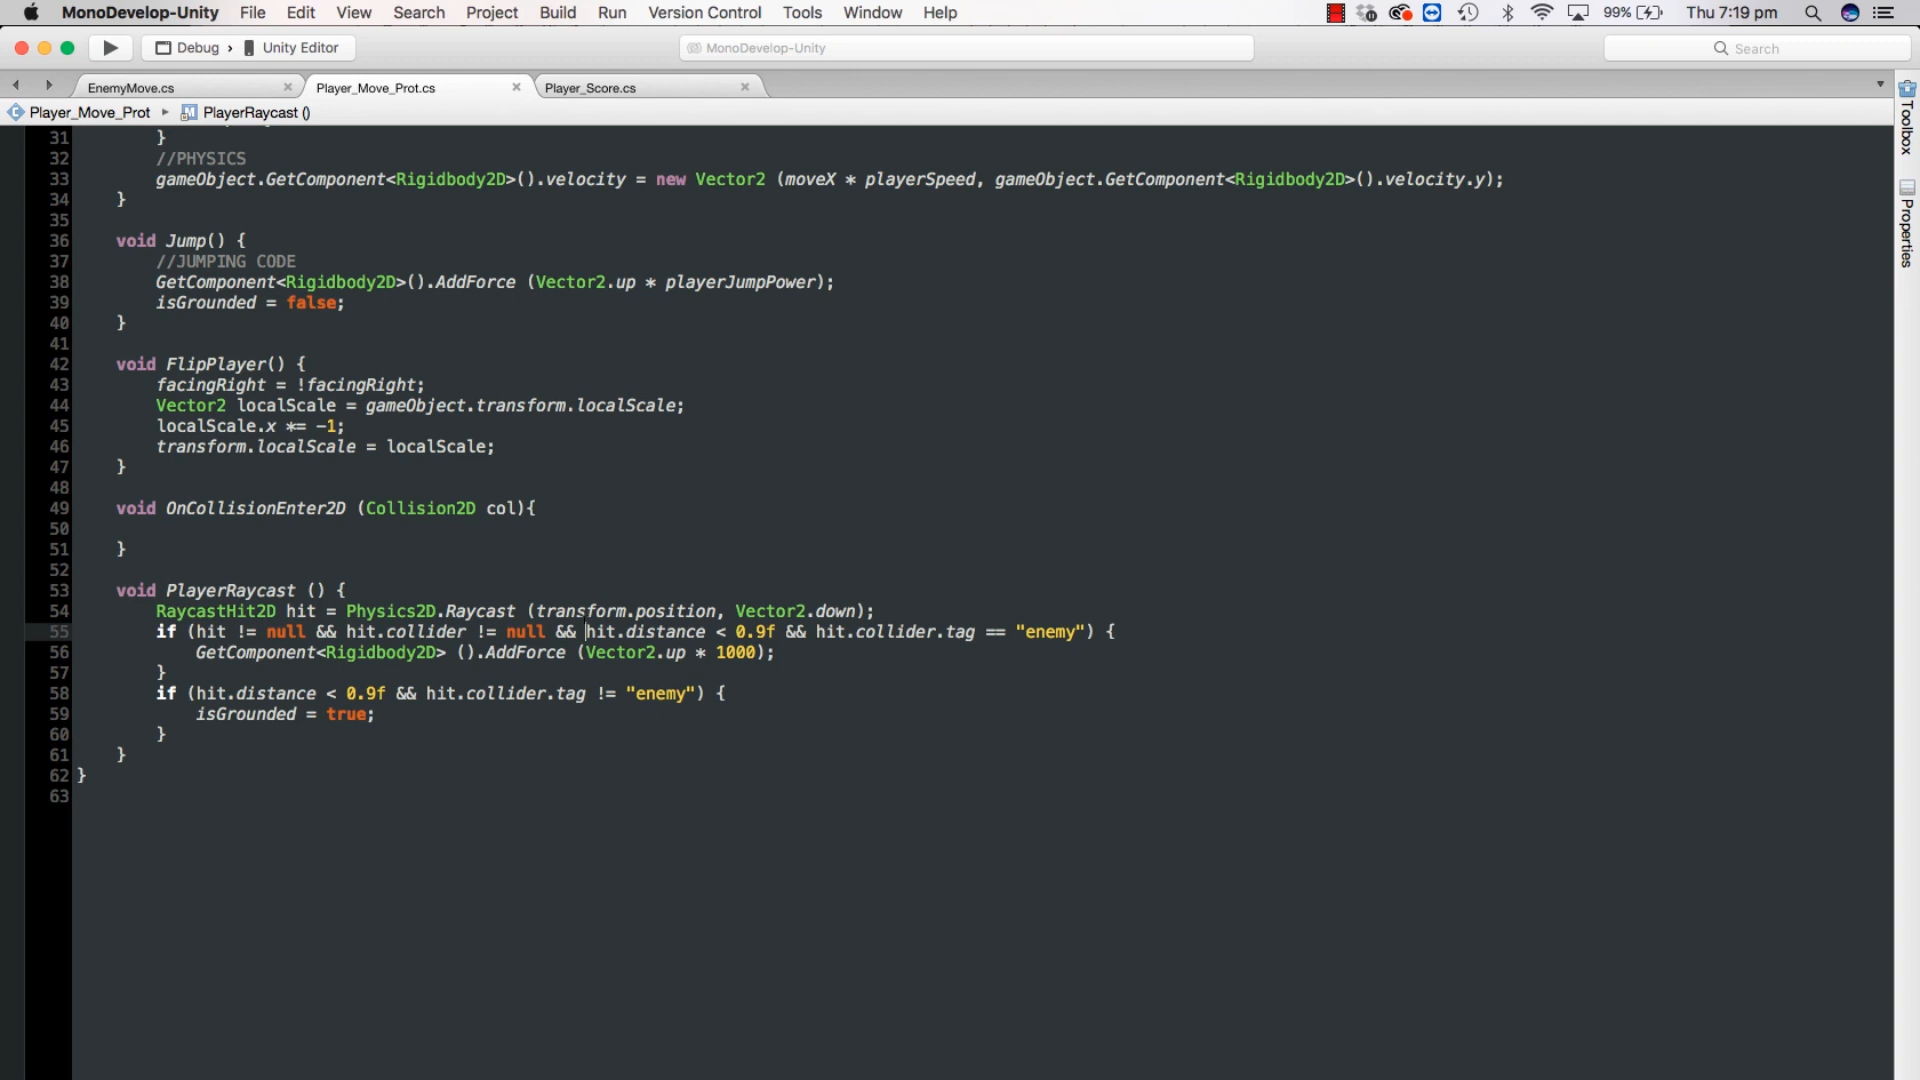 MonoDevelop-Unity File Edit View Search Project Build Run Version Control Tools Window Help 99% Thu 7:19 pm
Debug › Unity Editor MonoDevelop-Unity Search
EnemyMove.cs Player_Move_Prot.cs Player_Score.cs
Player_Move_Prot PlayerRaycast ()
31 }
32 //PHYSICS
33 gameObject.GetComponent<Rigidbody2D>().velocity = new Vector2 (moveX * playerSpeed, gameObject.GetComponent<Rigidbody2D>().velocity.y);
34 }
35
36 void Jump() {
37 //JUMPING CODE
38 GetComponent<Rigidbody2D>().AddForce (Vector2.up * playerJumpPower);
39 isGrounded = false;
40 }
41
42 void FlipPlayer() {
43 facingRight = !facingRight;
44 Vector2 localScale = gameObject.transform.localScale;
45 localScale.x *= -1;
46 transform.localScale = localScale;
47 }
48
49 void OnCollisionEnter2D (Collision2D col){
50
51 }
52
53 void PlayerRaycast () {
54 RaycastHit2D hit = Physics2D.Raycast (transform.position, Vector2.down);
55 if (hit != null && hit.collider != null && hit.distance < 0.9f && hit.collider.tag == "enemy") {
56 GetComponent<Rigidbody2D> ().AddForce (Vector2.up * 1000);
57 }
58 if (hit.distance < 0.9f && hit.collider.tag != "enemy") {
59 isGrounded = true;
60 }
61 }
62 }
63
Toolbox
Properties